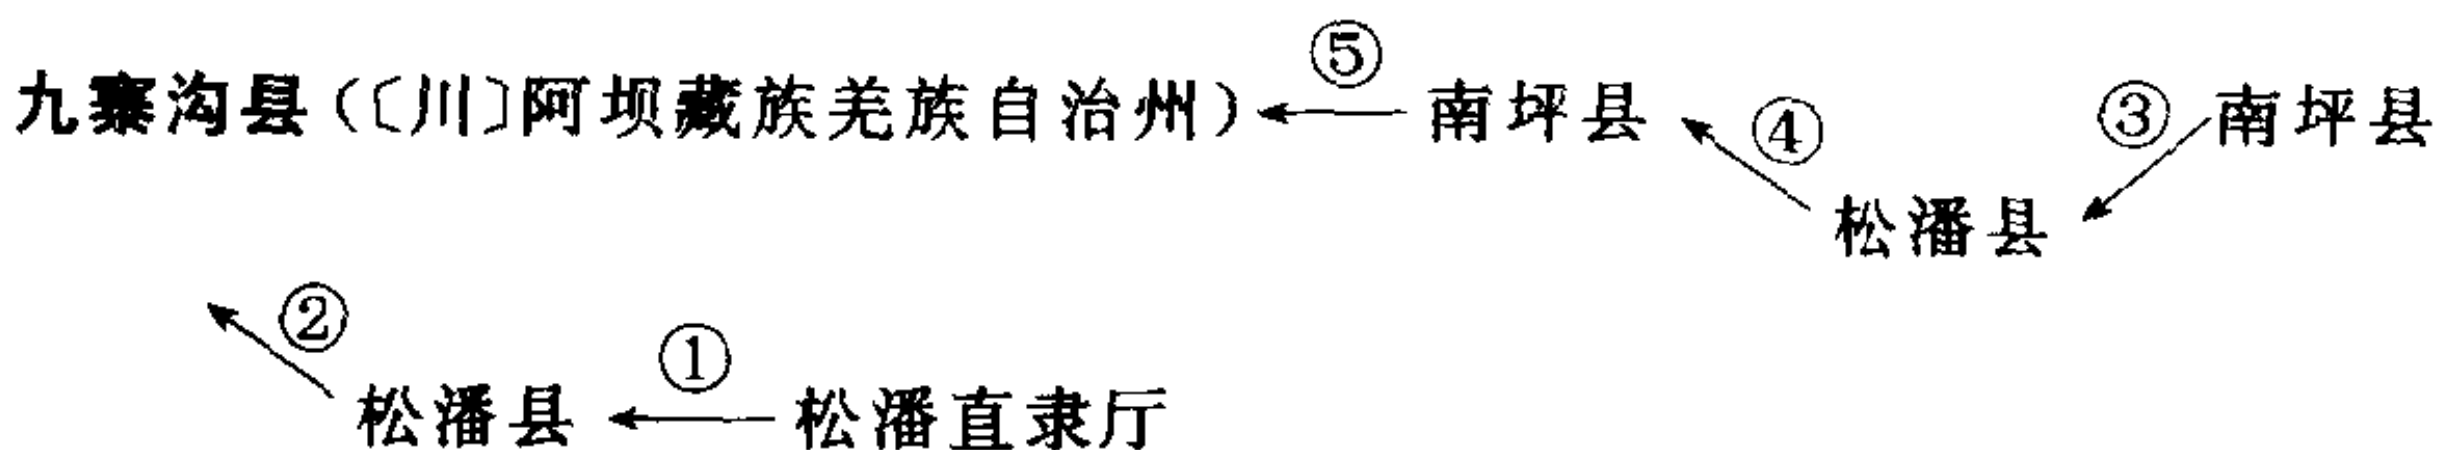 九寨沟县(〔川〕阿坝藏族羌族自治州) ⑤ 南坪县 ④ ③ 南坪县
松潘县
② ①
松潘县 松潘直隶厅